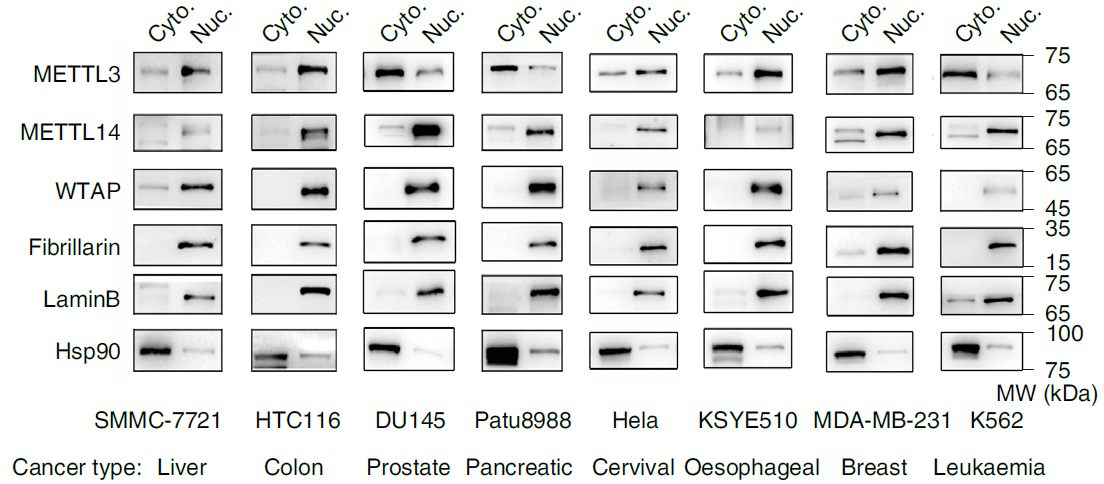 Cyto. Nuc. Cyto. Nuc. Cyto. Nuc. Cyto. Nuc. Cyto. Nuc. Cyto. Nuc. Cyto. Nuc. Cyto. Nuc.
METTL3 75
65
METTL14 75
65
WTAP 65
45
Fibrillarin 35
15
LaminB 75
65
Hsp90 100
75
MW (kDa)
SMMC-7721 HTC116 DU145 Patu8988 Hela KSYE510 MDA-MB-231 K562
Cancer type: Liver Colon Prostate Pancreatic Cervival Oesophageal Breast Leukaemia